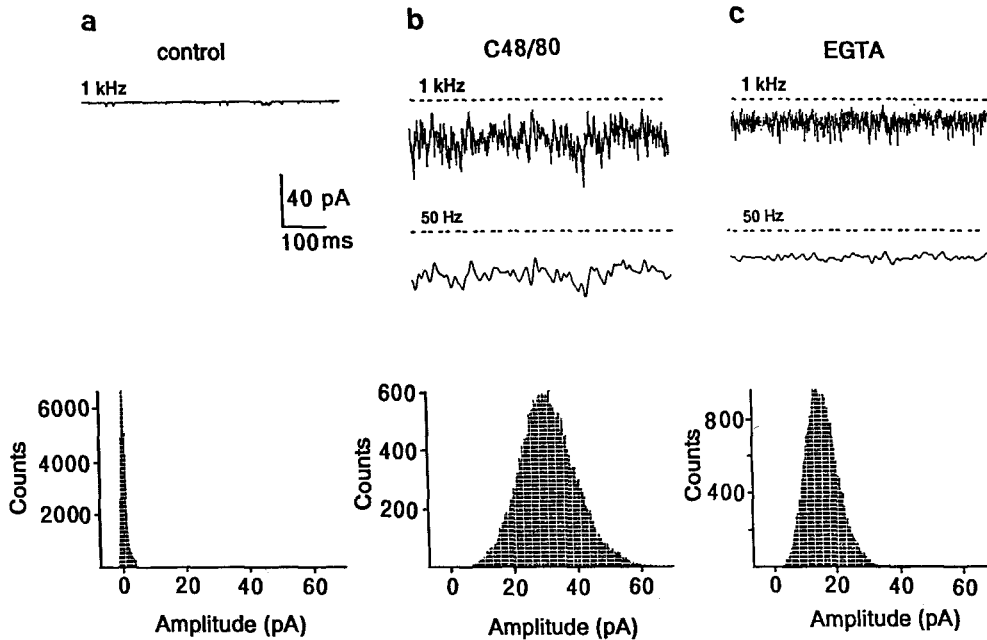 a
control
1 kHz
40 pA
100 ms
b
C48/80
1 kHz
50 Hz
c
EGTA
1 kHz
50 Hz
Counts
6000
4000
2000
0 20 40 60
Amplitude (pA)
Counts
600
400
200
0 20 40 60
Amplitude (pA)
Counts
800
400
0 20 40 60
Amplitude (pA)